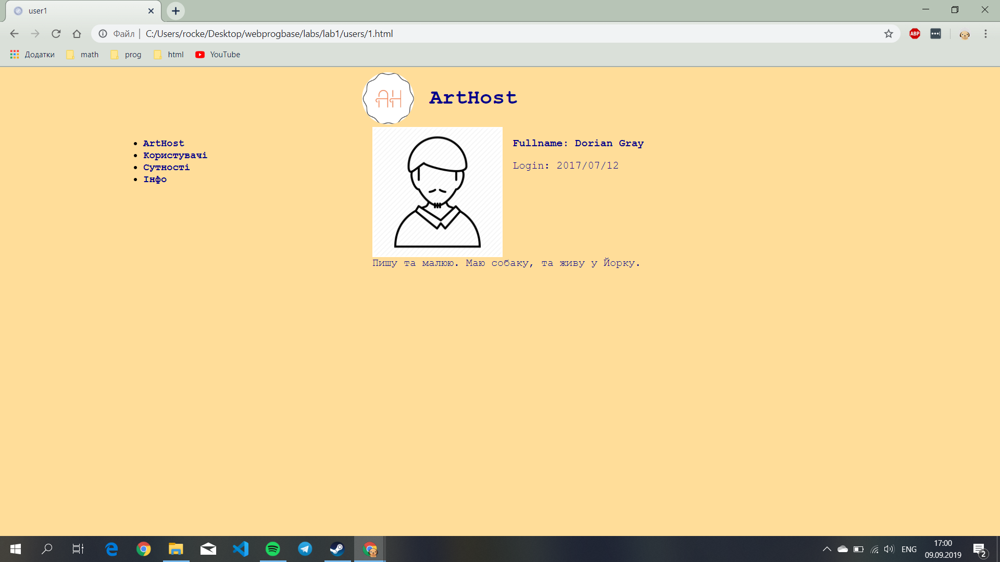 user1
Файл | C:/Users/rocke/Desktop/webprogbase/labs/lab1/users/1.html
ABP
Додатки math prog html YouTube
AH
ArtHost
ArtHost
Користувачі
Сутності
Інфо
Fullname: Dorian Gray
Login: 2017/07/12
Пишу та малюю. Маю собаку, та живу у Йорку.
ENG
17:00
09.09.2019
2